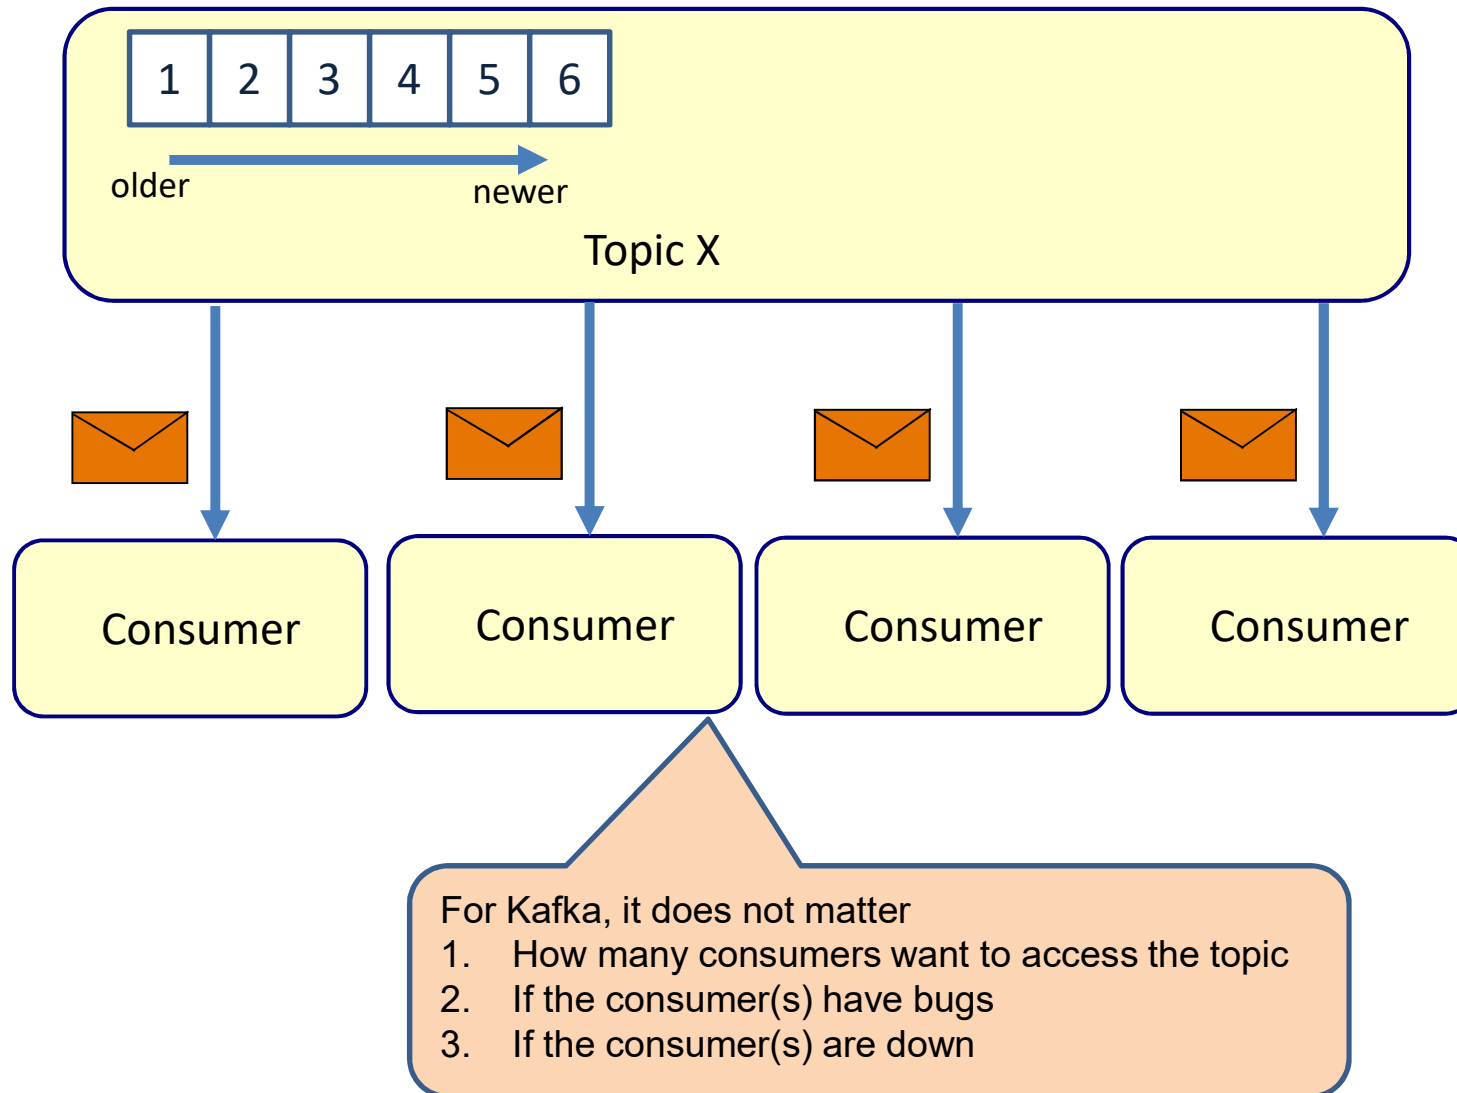 1 2 3 4 5 6
older newer
Topic X
Consumer Consumer Consumer Consumer
For Kafka, it does not matter
1. How many consumers want to access the topic
2. If the consumer(s) have bugs
3. If the consumer(s) are down